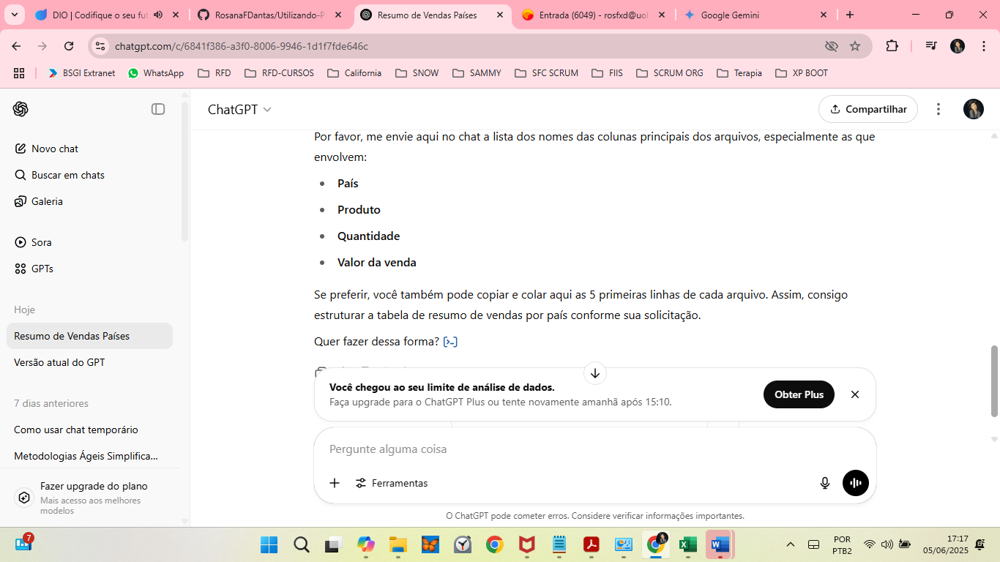 DIO | Codifique o seu fut
RosanaFDantas/Utilizando-P
Resumo de Vendas Países
Entrada (6049) - rosfxd@uol
Google Gemini
chatgpt.com/c/6841f386-a3f0-8006-9946-1d1f7fde646c
BSGI Extranet
WhatsApp
RFD
RFD-CURSOS
California
SNOW
SAMMY
SFC SCRUM
FIIS
SCRUM ORG
Terapia
XP BOOT
ChatGPT
Compartilhar
Novo chat
Buscar em chats
Galeria
Sora
GPTs
Hoje
Resumo de Vendas Países
Versão atual do GPT
7 dias anteriores
Como usar chat temporário
Metodologias Ágeis Simplifica...
Fazer upgrade do plano
Mais acesso aos melhores
modelos
Por favor, me envie aqui no chat a lista dos nomes das colunas principais dos arquivos, especialmente as que
envolvem:
• País
• Produto
• Quantidade
• Valor da venda
Se preferir, você também pode copiar e colar aqui as 5 primeiras linhas de cada arquivo. Assim, consigo
estruturar a tabela de resumo de vendas por país conforme sua solicitação.
Quer fazer dessa forma? [>-]
Você chegou ao seu limite de análise de dados.
Faça upgrade para o ChatGPT Plus ou tente novamente amanhã após 15:10.
Obter Plus
Pergunte alguma coisa
Ferramentas
O ChatGPT pode cometer erros. Considere verificar informações importantes.
7
POR
PTB2
17:17
05/06/2025